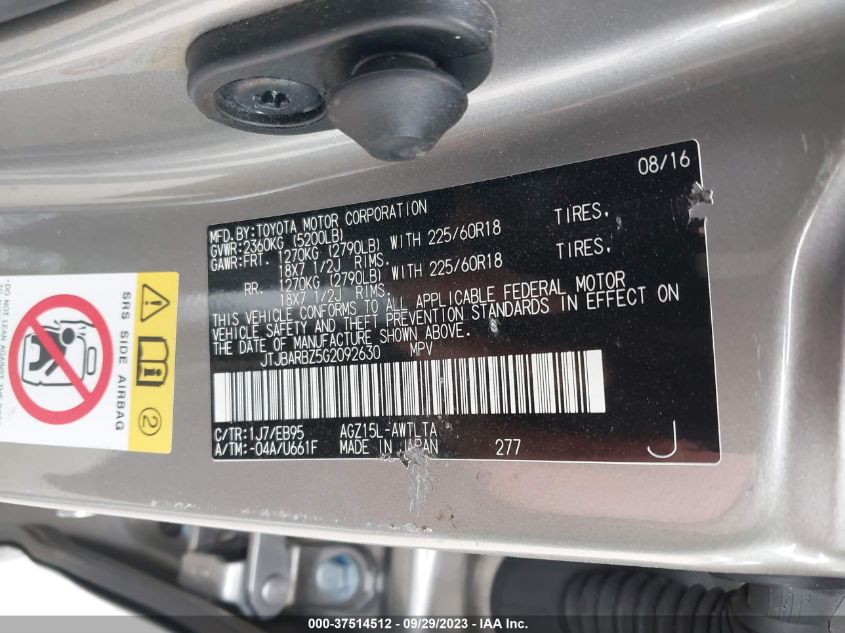 08/16
MFD.BY:TOYOTA MOTOR CORPORATION
GVWR:2360KG (5200LB)
GAWR:FRT. 1270KG (2790LB) WITH 225/60R18 TIRES.
18X7 1/2J RIMS.
RR. 1270KG (2790LB) WITH 225/60R18 TIRES.
18X7 1/2J RIMS.
THIS VEHICLE CONFORMS TO ALL APPLICABLE FEDERAL MOTOR
VEHICLE SAFETY AND THEFT PREVENTION STANDARDS IN EFFECT ON
THE DATE OF MANUFACTURE SHOWN ABOVE.
JTJBARBZ5G2092630 MPV
C/TR:1J7/EB95 AGZ15L-AWTLTA
A/TM:-04A/U661F MADE IN JAPAN 277 J
SRS SIDE AIRBAG
2
000-37514512 - 09/29/2023 - IAA Inc.